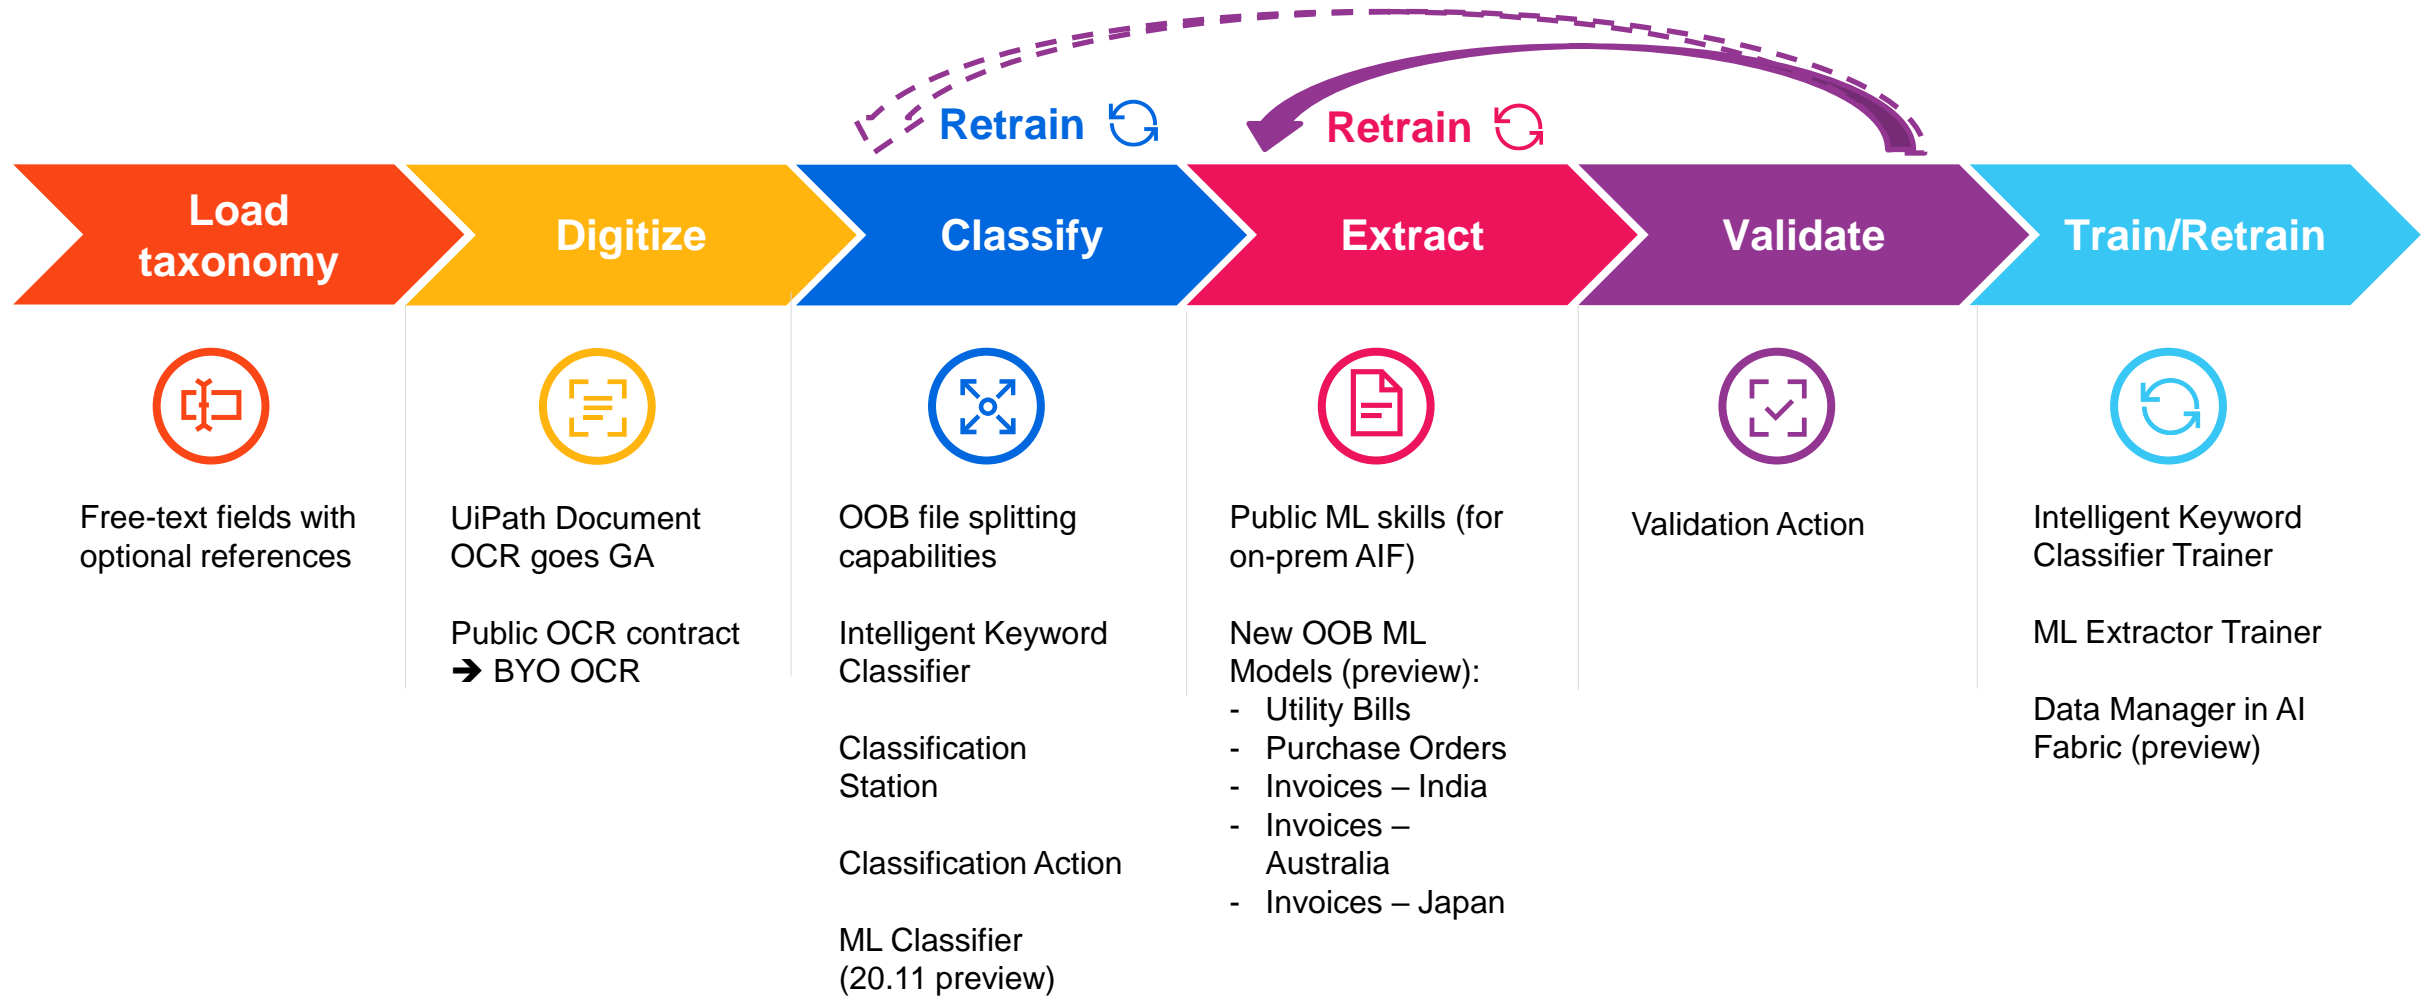 Retrain
Retrain
Load
taxonomy
Digitize
Classify
Extract
Validate
Train/Retrain
Free-text fields with
optional references
UiPath Document
OCR goes GA
Public OCR contract
➔ BYO OCR
OOB file splitting
capabilities
Intelligent Keyword
Classifier
Classification
Station
Classification Action
ML Classifier
(20.11 preview)
Public ML skills (for
on-prem AIF)
New OOB ML
Models (preview):
- Utility Bills
- Purchase Orders
- Invoices – India
- Invoices –
Australia
- Invoices – Japan
Validation Action
Intelligent Keyword
Classifier Trainer
ML Extractor Trainer
Data Manager in AI
Fabric (preview)